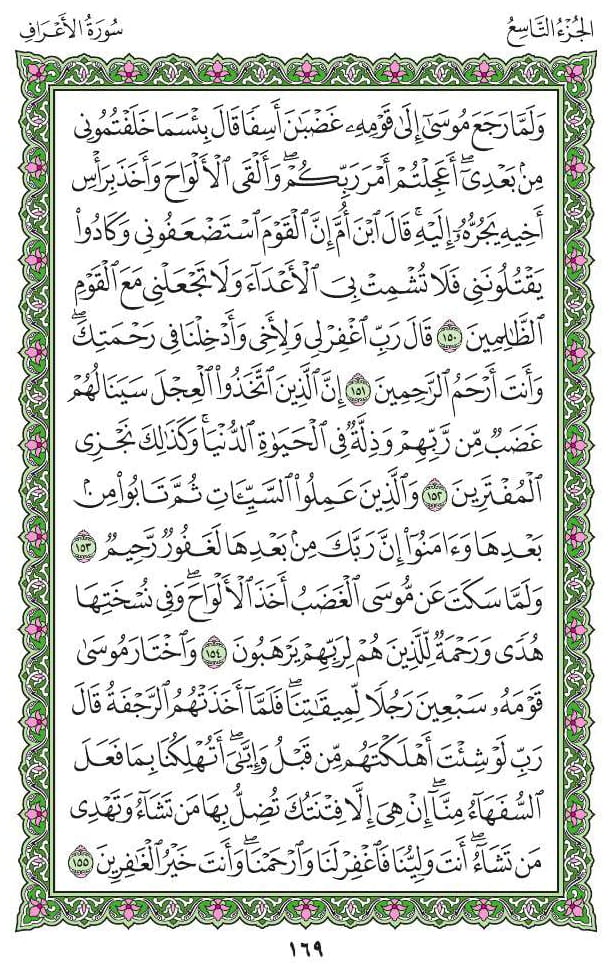 الجُزْءُ التَّاسِعُ
سُورَةُ الأَعْرَافِ
وَلَمَّا رَجَعَ مُوسَىٰٓ إِلَىٰ قَوْمِهِۦ غَضْبَٰنَ أَسِفًا قَالَ بِئْسَمَا خَلَفْتُمُونِي
مِنۢ بَعْدِيٓۖ أَعَجِلْتُمْ أَمْرَ رَبِّكُمْۖ وَأَلْقَى ٱلْأَلْوَاحَ وَأَخَذَ بِرَأْسِ
أَخِيهِ يَجُرُّهُۥٓ إِلَيْهِۚ قَالَ ٱبْنَ أُمَّ إِنَّ ٱلْقَوْمَ ٱسْتَضْعَفُونِي وَكَادُوا۟
يَقْتُلُونَنِي فَلَا تُشْمِتْ بِيَ ٱلْأَعْدَآءَ وَلَا تَجْعَلْنِي مَعَ ٱلْقَوْمِ
ٱلظَّٰلِمِينَ ١٥٠ قَالَ رَبِّ ٱغْفِرْ لِي وَلِأَخِي وَأَدْخِلْنَا فِي رَحْمَتِكَۖ
وَأَنتَ أَرْحَمُ ٱلرَّٰحِمِينَ ١٥١ إِنَّ ٱلَّذِينَ ٱتَّخَذُوا۟ ٱلْعِجْلَ سَيَنَالُهُمْ
غَضَبٌ مِّن رَّبِّهِمْ وَذِلَّةٌ فِي ٱلْحَيَوٰةِ ٱلدُّنْيَاۚ وَكَذَٰلِكَ نَجْزِي
ٱلْمُفْتَرِينَ ١٥٢ وَٱلَّذِينَ عَمِلُوا۟ ٱلسَّيِّـَٔاتِ ثُمَّ تَابُوا۟ مِنۢ
بَعْدِهَا وَءَامَنُوٓا۟ إِنَّ رَبَّكَ مِنۢ بَعْدِهَا لَغَفُورٌ رَّحِيمٌ ١٥٣
وَلَمَّا سَكَتَ عَن مُّوسَى ٱلْغَضَبُ أَخَذَ ٱلْأَلْوَاحَۖ وَفِي نُسْخَتِهَا
هُدًى وَرَحْمَةٌ لِّلَّذِينَ هُمْ لِرَبِّهِمْ يَرْهَبُونَ ١٥٤ وَٱخْتَارَ مُوسَىٰ
قَوْمَهُۥ سَبْعِينَ رَجُلًا لِّمِيقَٰتِنَاۖ فَلَمَّآ أَخَذَتْهُمُ ٱلرَّجْفَةُ قَالَ
رَبِّ لَوْ شِئْتَ أَهْلَكْتَهُم مِّن قَبْلُ وَإِيَّٰيَۖ أَتُهْلِكُنَا بِمَا فَعَلَ
ٱلسُّفَهَآءُ مِنَّآۖ إِنْ هِيَ إِلَّا فِتْنَتُكَ تُضِلُّ بِهَا مَن تَشَآءُ وَتَهْدِي
مَن تَشَآءُۖ أَنتَ وَلِيُّنَا فَٱغْفِرْ لَنَا وَٱرْحَمْنَاۖ وَأَنتَ خَيْرُ ٱلْغَٰفِرِينَ ١٥٥
١٦٩